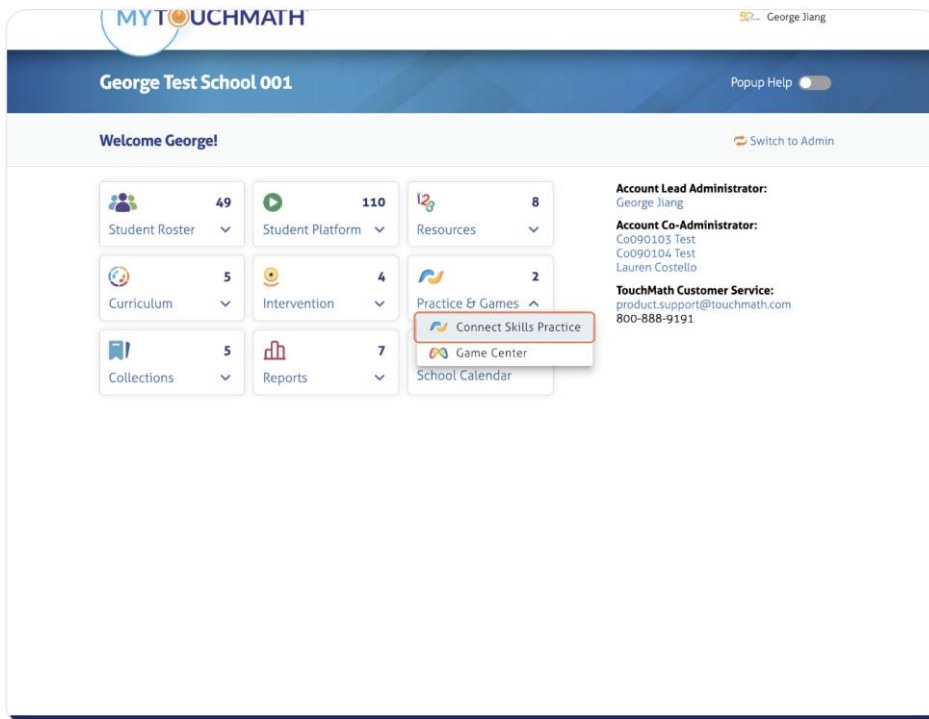 MYTOUCHMATH
George Jiang
George Test School 001
Popup Help
Welcome George!
Switch to Admin
49
Student Roster
110
Student Platform
123
8
Resources
5
Curriculum
4
Intervention
2
Practice & Games
Connect Skills Practice
Game Center
5
Collections
7
Reports
School Calendar
Account Lead Administrator:
George Jiang
Account Co-Administrator:
Co090103 Test
Co090104 Test
Lauren Costello
TouchMath Customer Service:
product.support@touchmath.com
800-888-9191